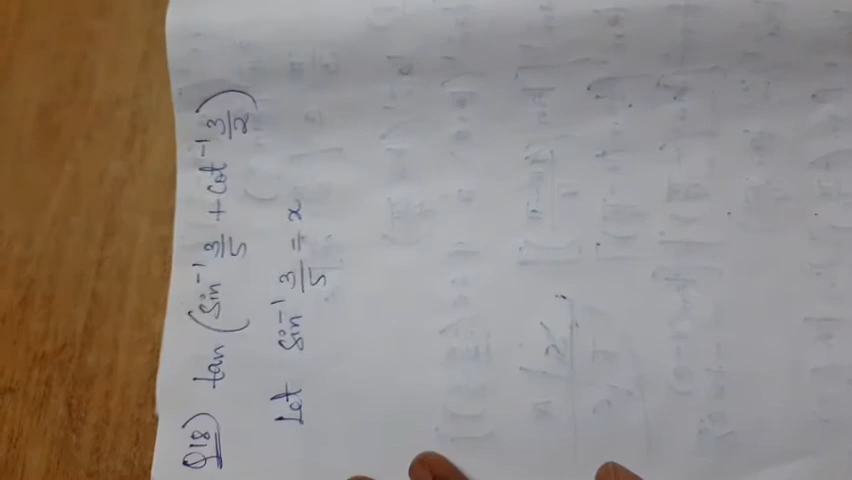 Q18) tan(sin⁻¹ 3/5 + cot⁻¹ 3/2)
Let sin⁻¹ 3/5 = x